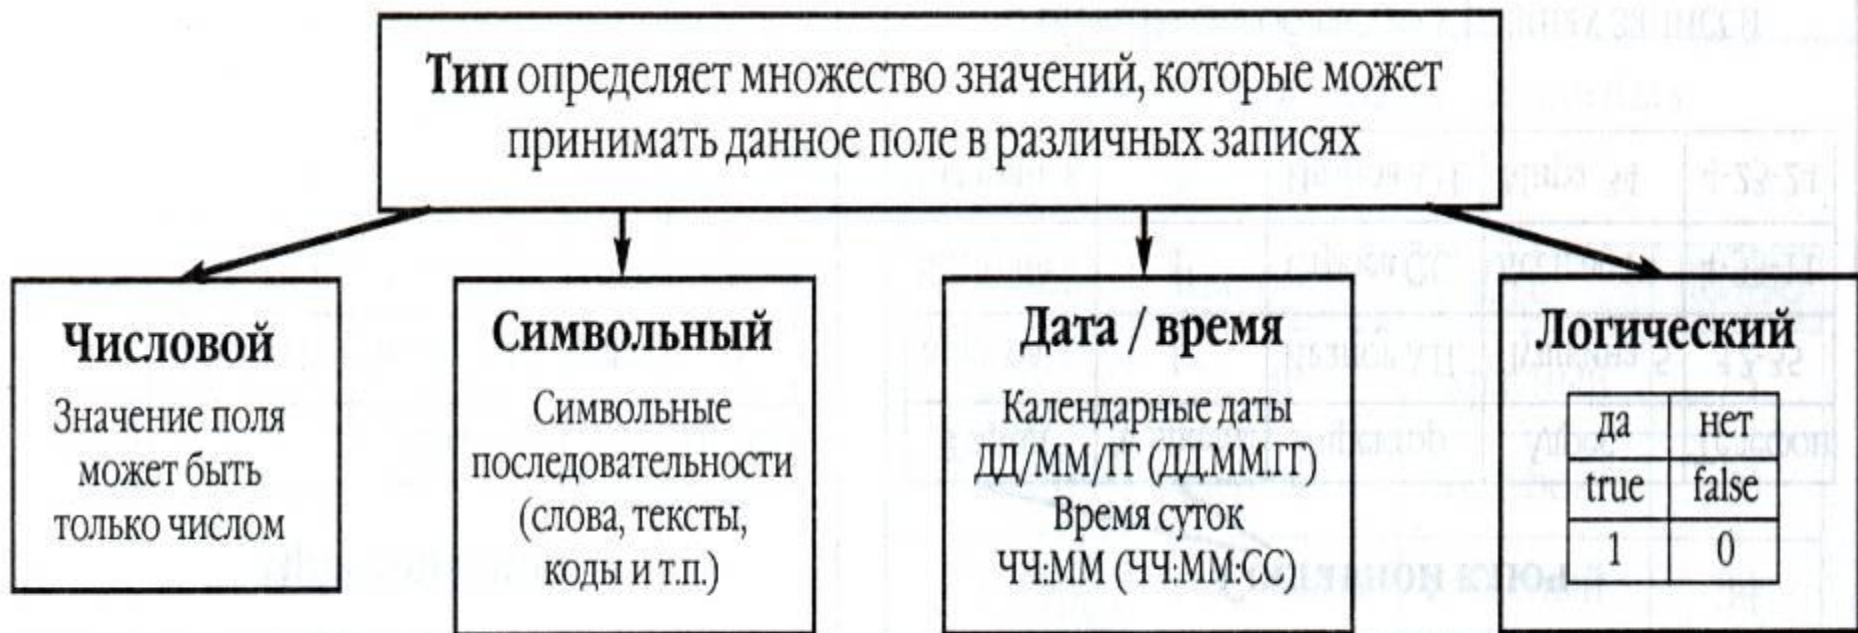 Тип определяет множество значений, которые может
принимать данное поле в различных записях
Числовой
Значение поля
может быть
только числом
Символьный
Символьные
последовательности
(слова, тексты,
коды и т.п.)
Дата / время
Календарные даты
ДД/ММ/ГГ (ДД.ММ.ГГ)
Время суток
ЧЧ:ММ (ЧЧ:ММ:СС)
Логический
да нет
true false
1 0